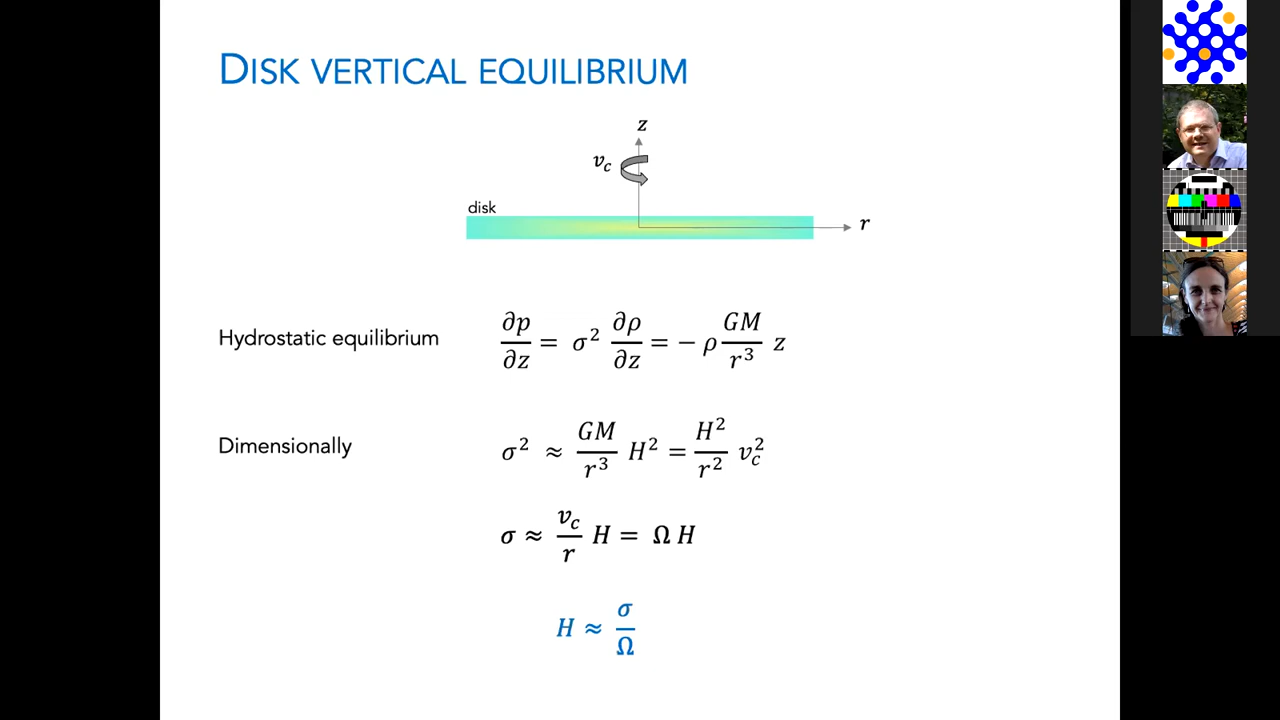 DISK VERTICAL EQUILIBRIUM
z
v_c
disk
r
Hydrostatic equilibrium ∂p/∂z = σ² ∂ρ/∂z = − ρ GM/r³ z
Dimensionally σ² ≈ GM/r³ H² = H²/r² v_c²
σ ≈ v_c/r H = Ω H
H ≈ σ/Ω